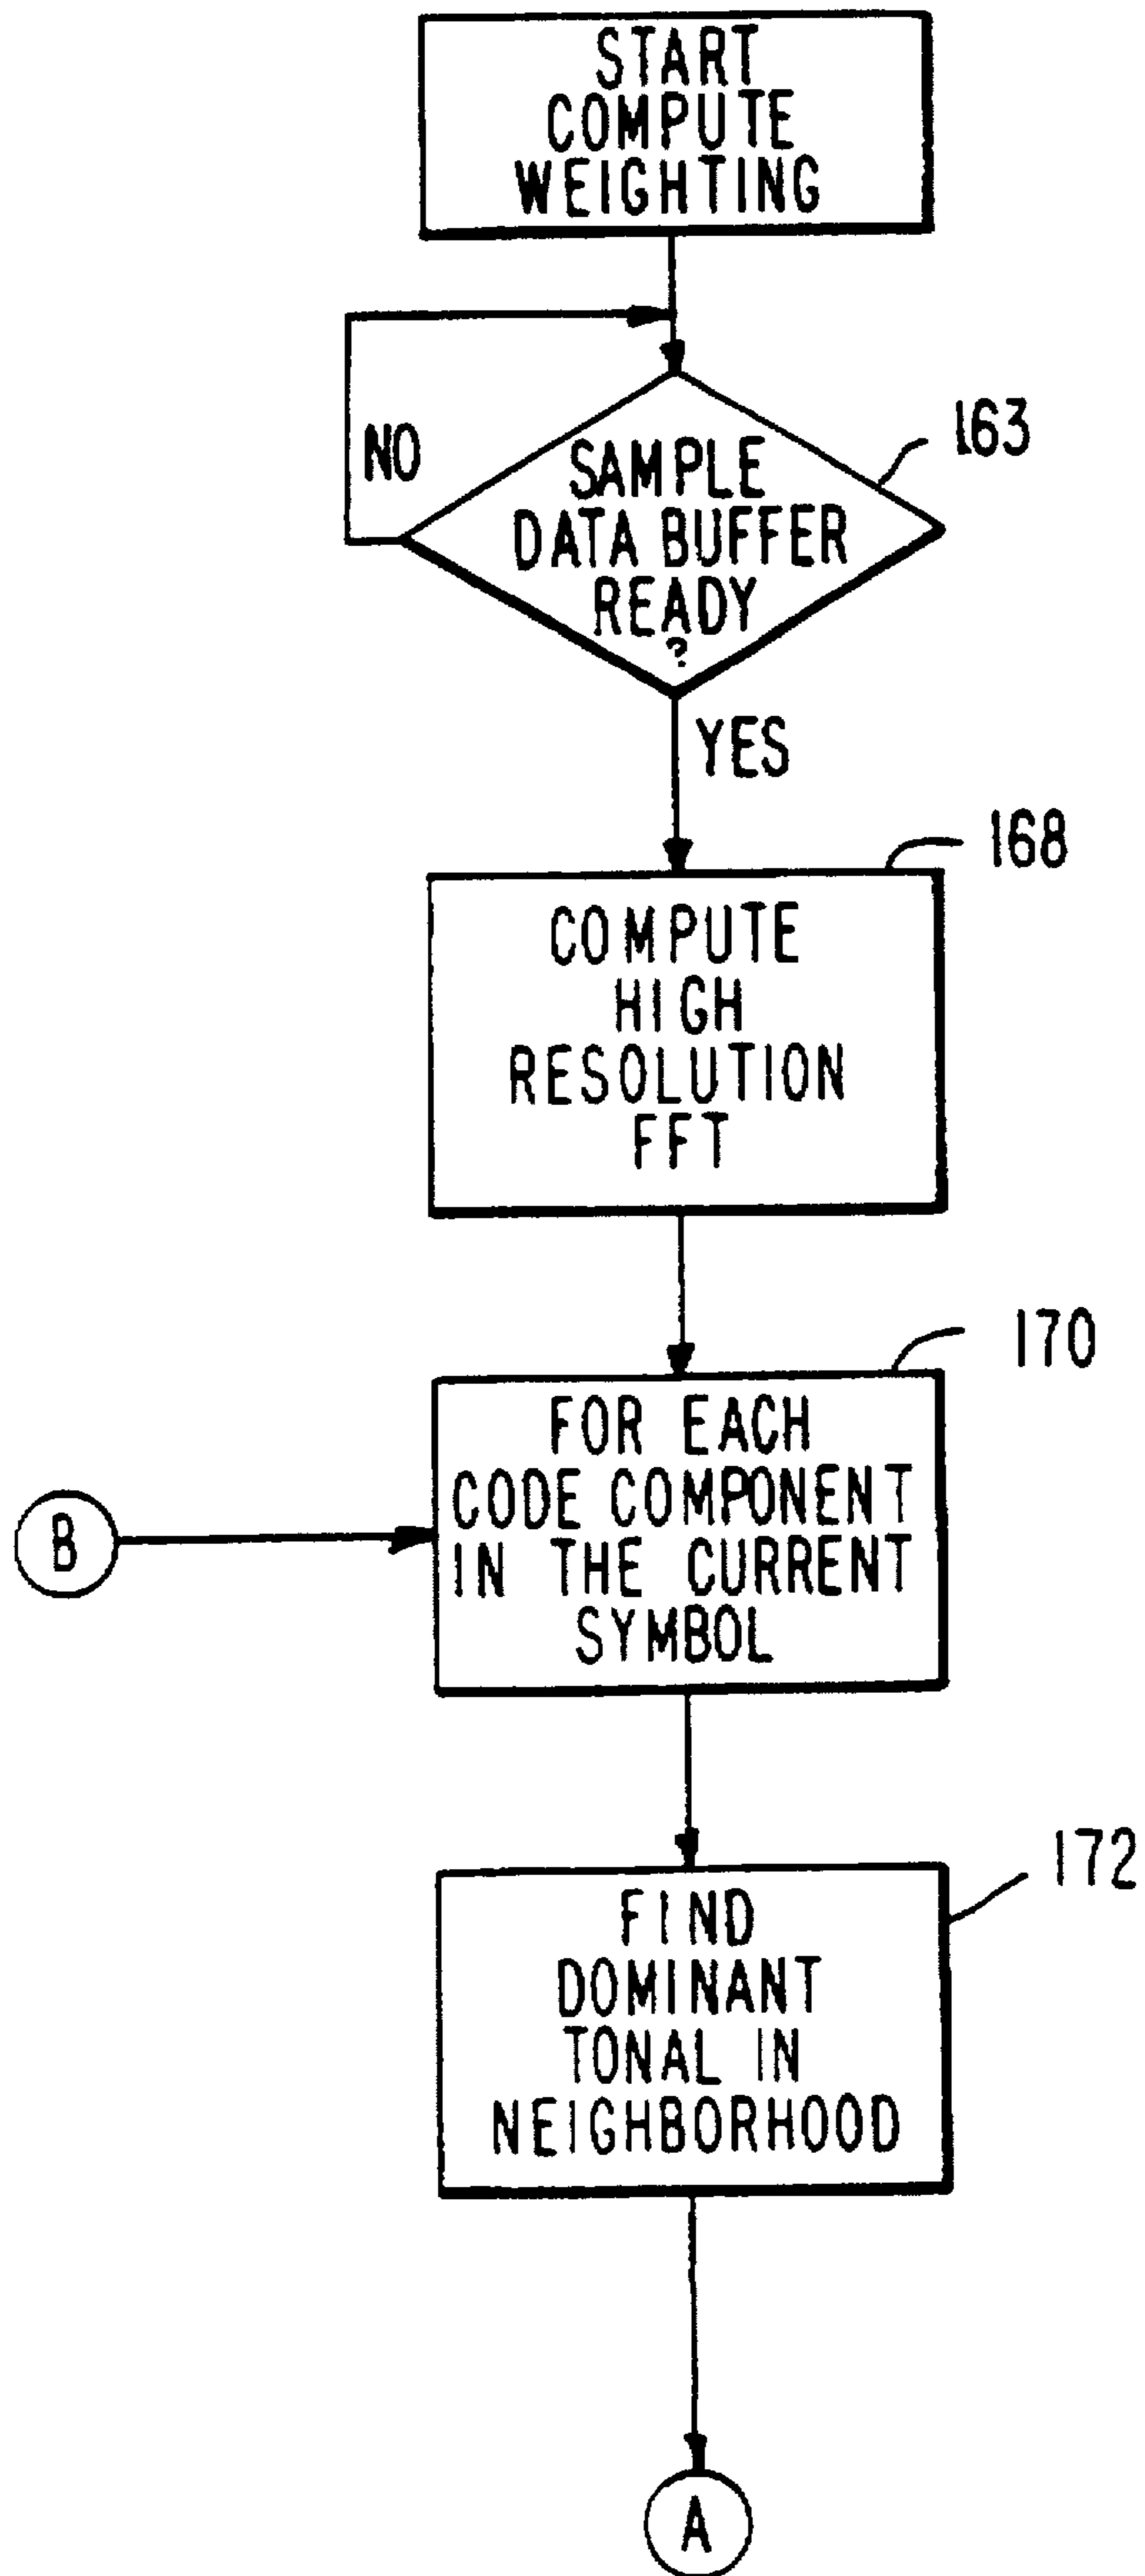 START
COMPUTE
WEIGHTING
NO
SAMPLE
DATA BUFFER
READY
?
163
YES
168
COMPUTE
HIGH
RESOLUTION
FFT
170
FOR EACH
CODE COMPONENT
IN THE CURRENT
SYMBOL
B
172
FIND
DOMINANT
TONAL IN
NEIGHBORHOOD
A